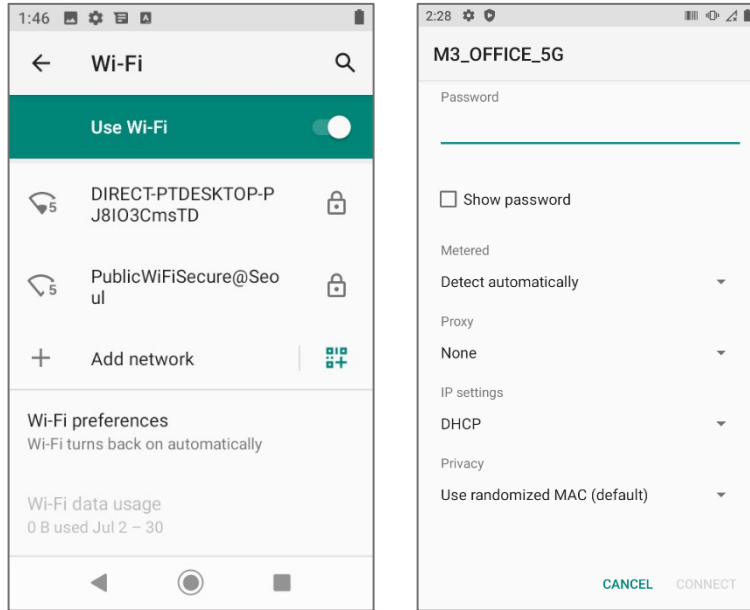 1:46
Wi-Fi
Use Wi-Fi
DIRECT-PTDESKTOP-P
J8IO3CmsTD
5
PublicWiFiSecure@Seo
ul
5
Add network
Wi-Fi preferences
Wi-Fi turns back on automatically
Wi-Fi data usage
0 B used Jul 2 – 30
2:28
M3_OFFICE_5G
Password
Show password
Metered
Detect automatically
Proxy
None
IP settings
DHCP
Privacy
Use randomized MAC (default)
CANCEL CONNECT